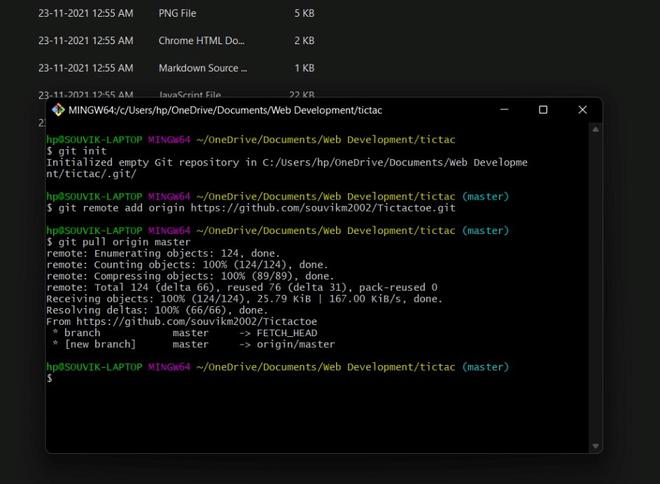 23-11-2021 12:55 AM PNG File 5 KB
23-11-2021 12:55 AM Chrome HTML Do... 2 KB
23-11-2021 12:55 AM Markdown Source ... 1 KB
23-11-2021 12:55 AM JavaScript File 22 KB
MINGW64:/c/Users/hp/OneDrive/Documents/Web Development/tictac
hp@SOUVIK-LAPTOP MINGW64 ~/OneDrive/Documents/Web Development/tictac
$ git init
Initialized empty Git repository in C:/Users/hp/OneDrive/Documents/Web Developme
nt/tictac/.git/
hp@SOUVIK-LAPTOP MINGW64 ~/OneDrive/Documents/Web Development/tictac (master)
$ git remote add origin https://github.com/souvikm2002/Tictactoe.git
hp@SOUVIK-LAPTOP MINGW64 ~/OneDrive/Documents/Web Development/tictac (master)
$ git pull origin master
remote: Enumerating objects: 124, done.
remote: Counting objects: 100% (124/124), done.
remote: Compressing objects: 100% (89/89), done.
remote: Total 124 (delta 66), reused 76 (delta 31), pack-reused 0
Receiving objects: 100% (124/124), 25.79 KiB | 167.00 KiB/s, done.
Resolving deltas: 100% (66/66), done.
From https://github.com/souvikm2002/Tictactoe
* branch master -> FETCH_HEAD
* [new branch] master -> origin/master
hp@SOUVIK-LAPTOP MINGW64 ~/OneDrive/Documents/Web Development/tictac (master)
$